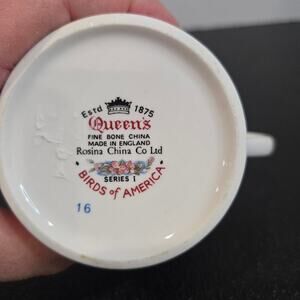 Estd 1875
Queen's
FINE BONE CHINA
MADE IN ENGLAND
Rosina China Co Ltd
SERIES 1
BIRDS of AMERICA
16